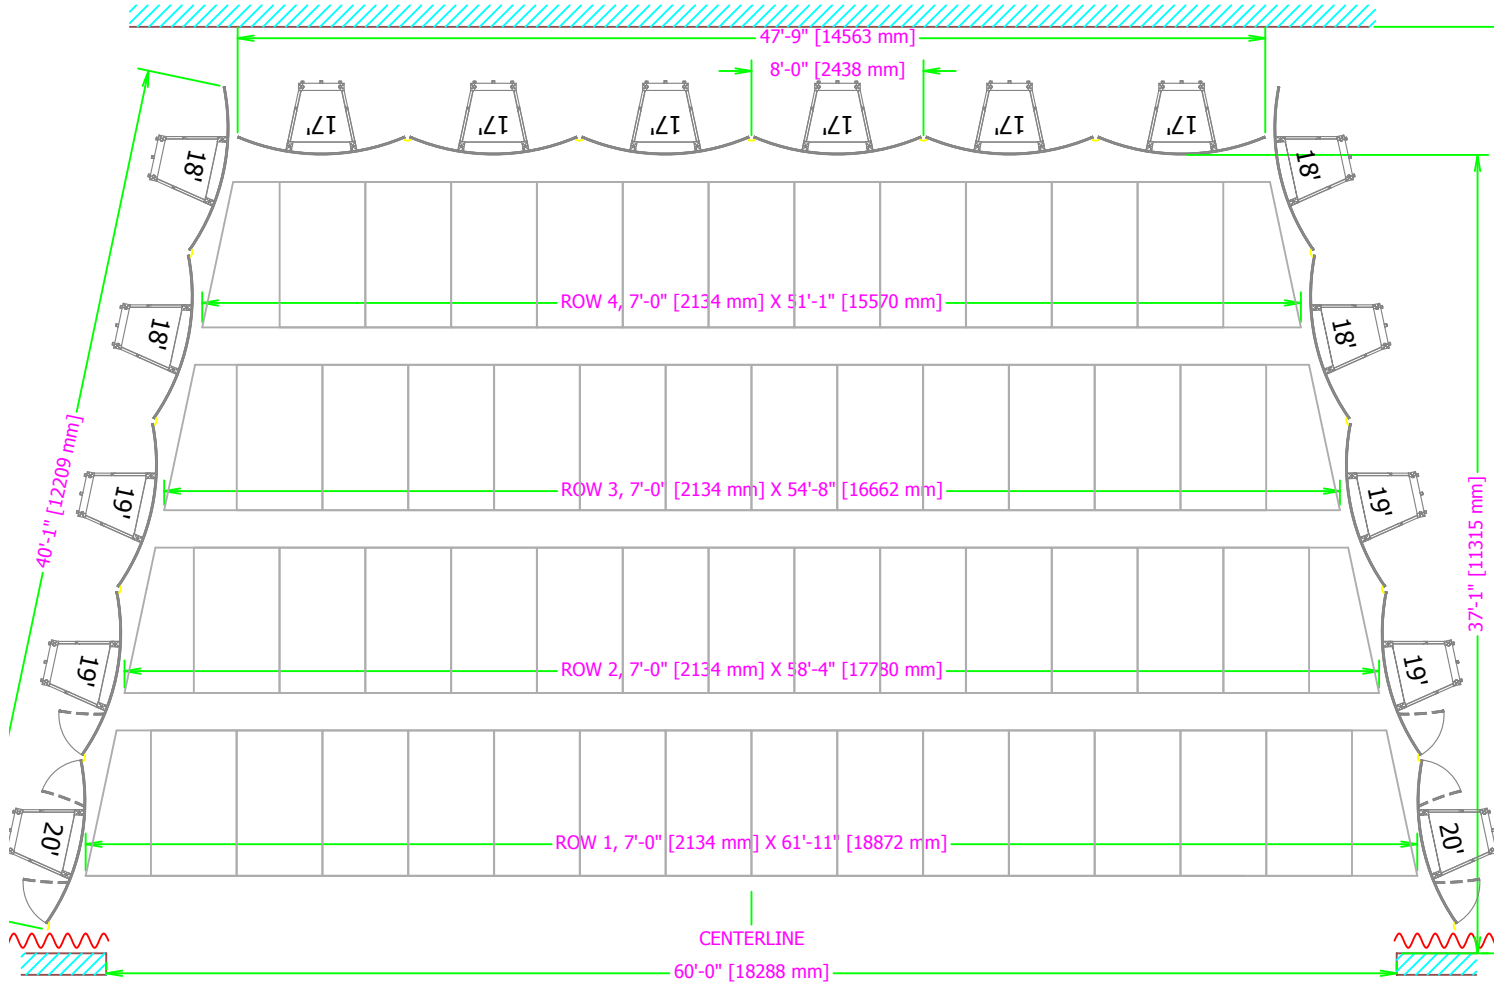 47'-9" [14563 mm]
8'-0" [2438 mm]
17' 17' 17' 17' 17' 17'
18' 18'
ROW 4, 7'-0" [2134 mm] X 51'-1" [15570 mm]
18' 18'
40'-1" [12209 mm]
ROW 3, 7'-0" [2134 mm] X 54'-8" [16662 mm]
19' 19'
37'-1" [11315 mm]
ROW 2, 7'-0" [2134 mm] X 58'-4" [17780 mm]
19' 19'
ROW 1, 7'-0" [2134 mm] X 61'-11" [18872 mm]
20' 20'
CENTERLINE
60'-0" [18288 mm]